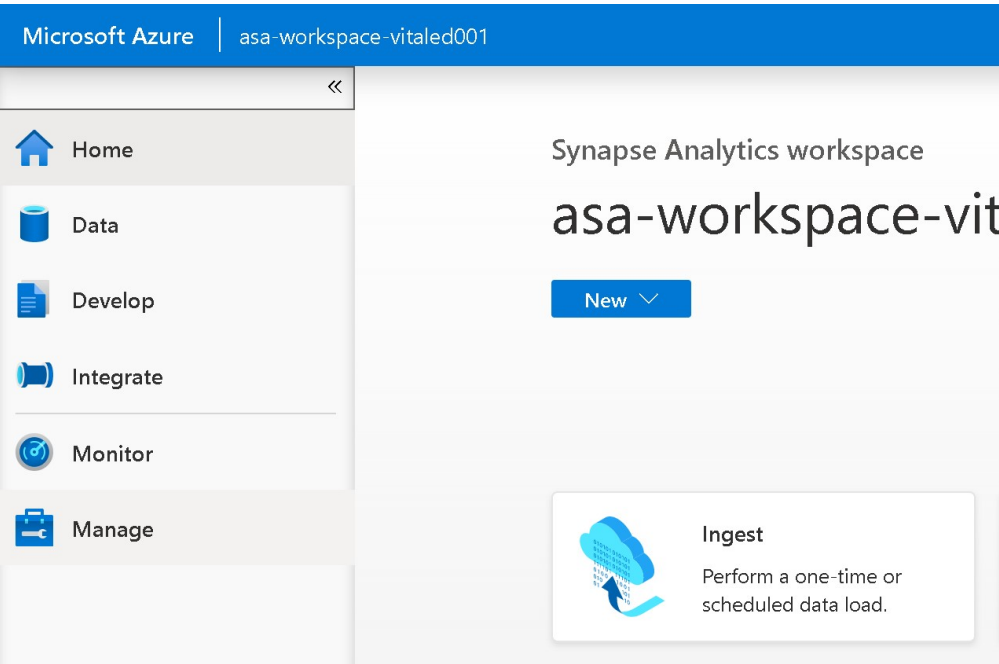 Microsoft Azure
asa-workspace-vitaled001
«
Home
Data
Develop
Integrate
Monitor
Manage
Synapse Analytics workspace
asa-workspace-vit
New
Ingest
Perform a one-time or
scheduled data load.